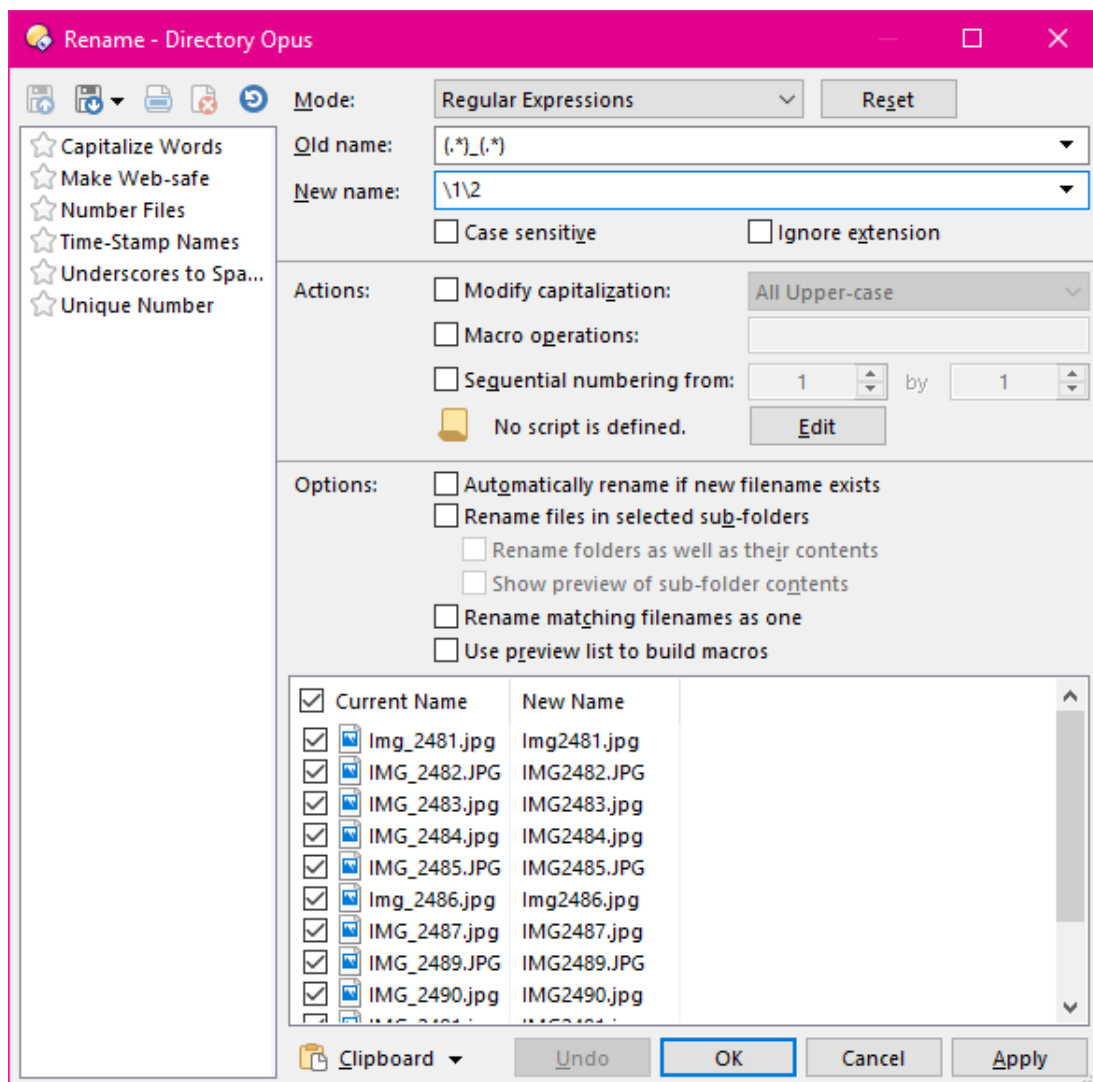 Rename - Directory Opus
Mode: Regular Expressions Reset
Old name: (.*)_(.*)
New name: \1\2
Case sensitive Ignore extension
Capitalize Words
Make Web-safe
Number Files
Time-Stamp Names
Underscores to Spa...
Unique Number
Actions: Modify capitalization: All Upper-case
Macro operations:
Sequential numbering from: 1 by 1
No script is defined. Edit
Options: Automatically rename if new filename exists
Rename files in selected sub-folders
Rename folders as well as their contents
Show preview of sub-folder contents
Rename matching filenames as one
Use preview list to build macros
Current Name New Name
Img_2481.jpg Img2481.jpg
IMG_2482.JPG IMG2482.JPG
IMG_2483.jpg IMG2483.jpg
IMG_2484.jpg IMG2484.jpg
IMG_2485.JPG IMG2485.JPG
Img_2486.jpg Img2486.jpg
IMG_2487.jpg IMG2487.jpg
IMG_2489.JPG IMG2489.JPG
IMG_2490.jpg IMG2490.jpg
Clipboard Undo OK Cancel Apply